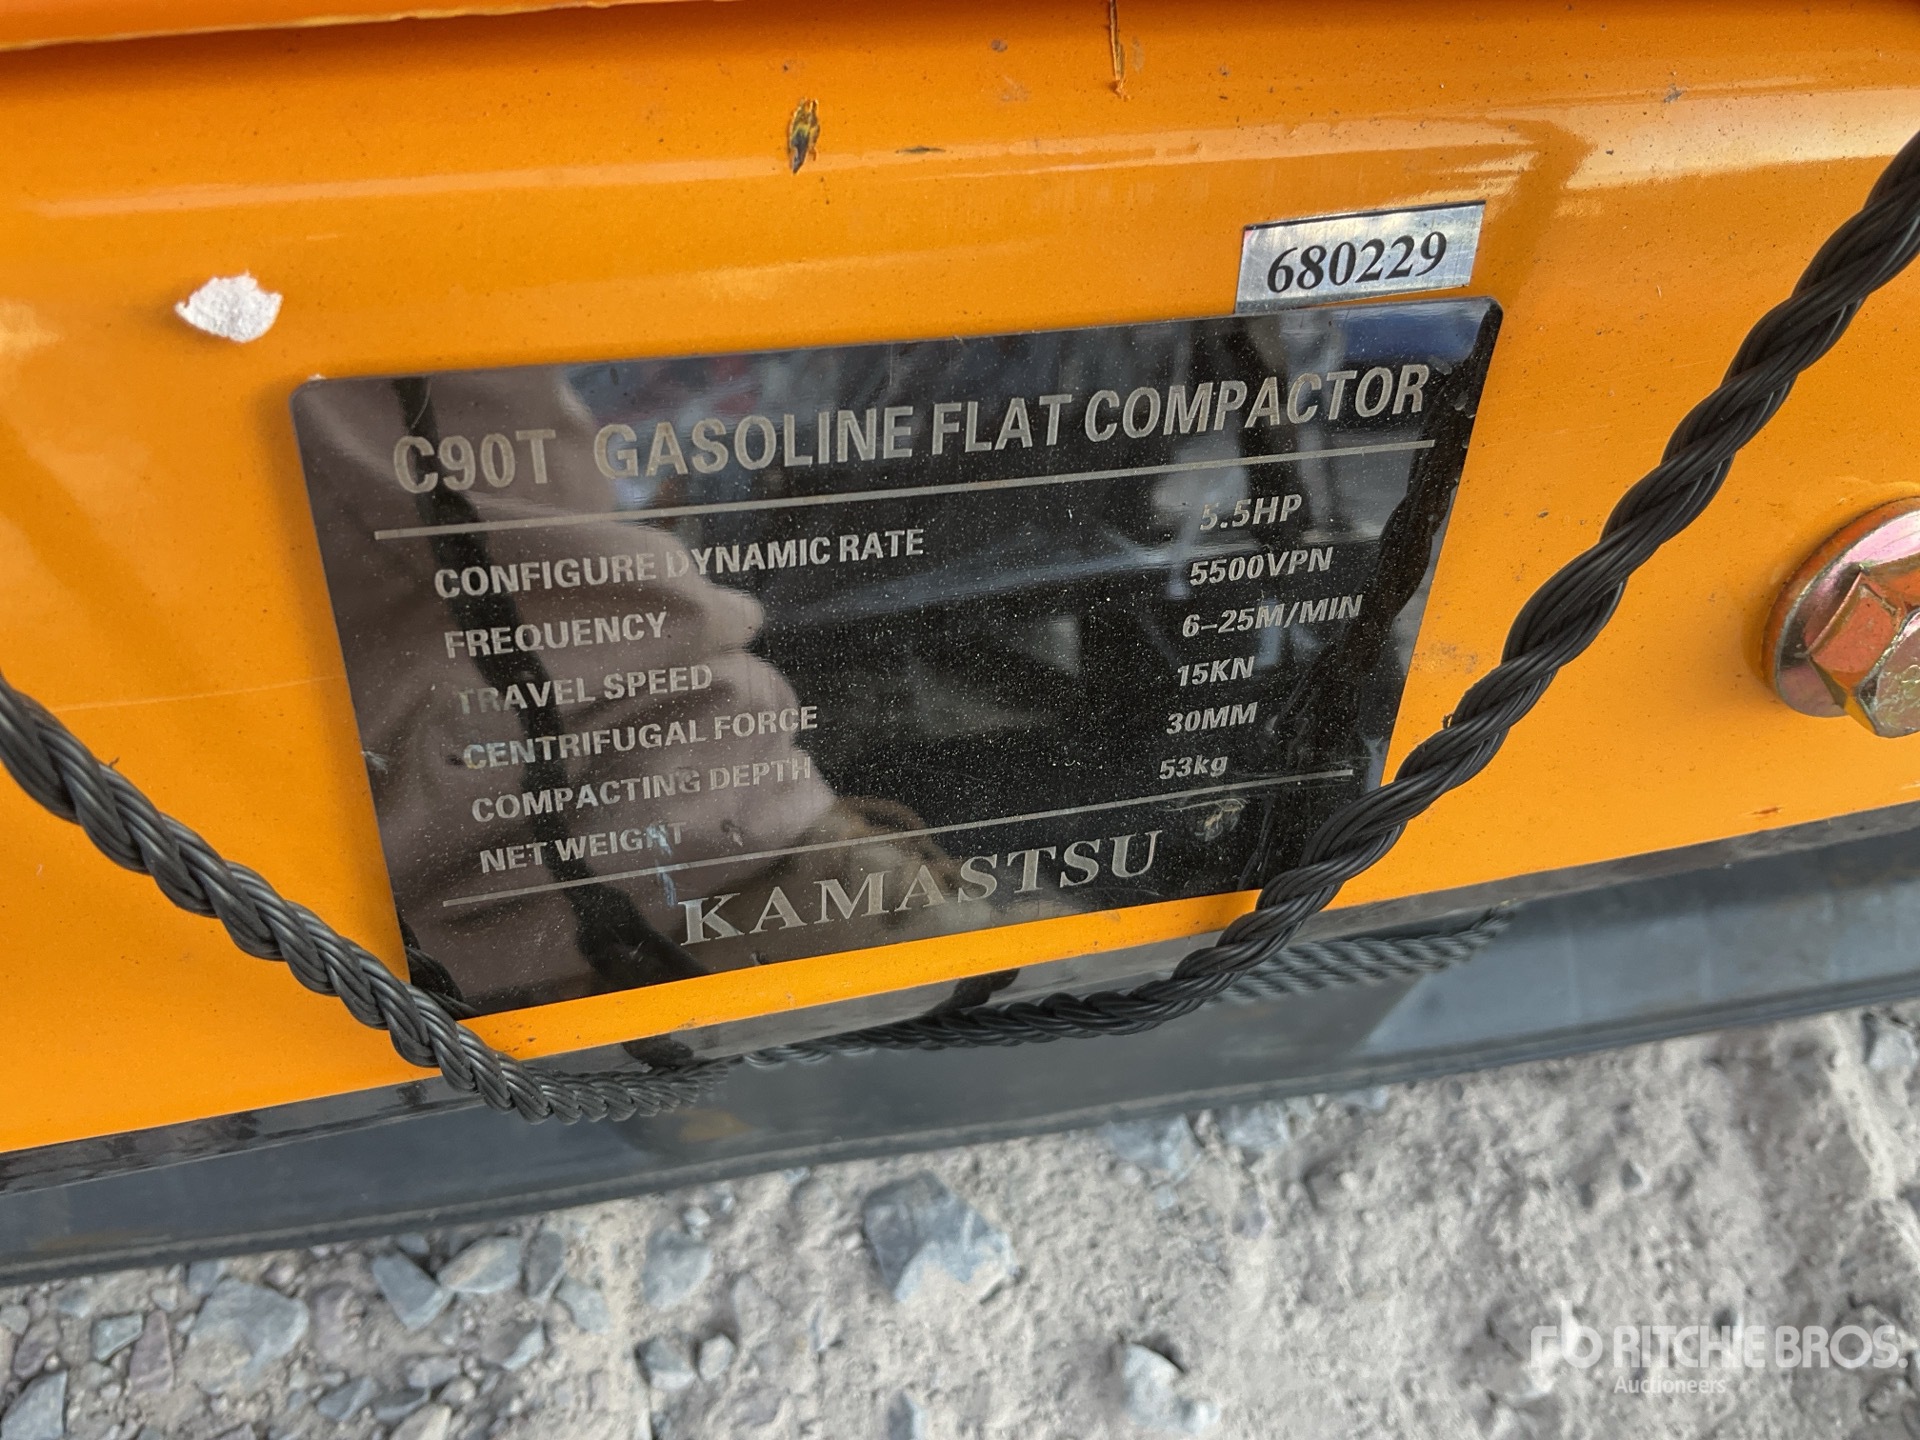 680229
C90T GASOLINE FLAT COMPACTOR
CONFIGURE DYNAMIC RATE 5.5HP
FREQUENCY 5500VPN
TRAVEL SPEED 6-25M/MIN
CENTRIFUGAL FORCE 15KN
COMPACTING DEPTH 30MM
NET WEIGHT 53kg
KAMASTSU
rb RITCHIE BROS.
Auctioneers